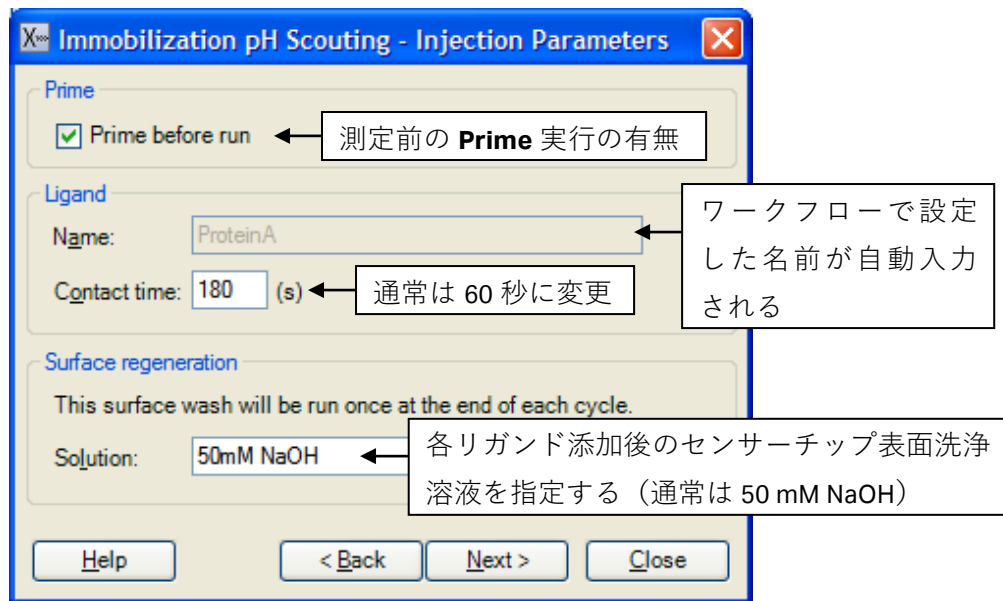 Immobilization pH Scouting - Injection Parameters
Prime
Prime before run
測定前の Prime 実行の有無
Ligand
Name: ProteinA
ワークフローで設定
した名前が自動入力
される
Contact time: 180 (s)
通常は 60 秒に変更
Surface regeneration
This surface wash will be run once at the end of each cycle.
Solution: 50mM NaOH
各リガンド添加後のセンサーチップ表面洗浄
溶液を指定する（通常は 50 mM NaOH）
Help < Back Next > Close